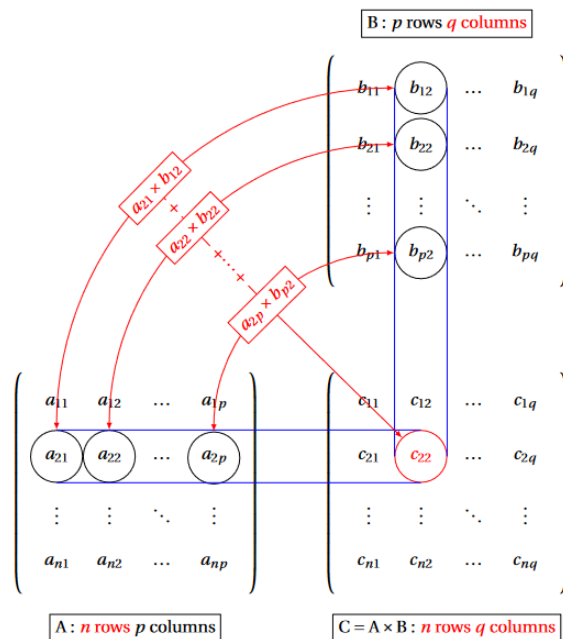 B : p rows q columns
b₁₁ b₁₂ … b₁q
b₂₁ b₂₂ … b₂q
⋮ ⋮ ⋱ ⋮
bₚ₁ bₚ₂ … bₚq
a₂₁ × b₁₂
+
a₂₂ × b₂₂
+ … +
a₂ₚ × bₚ₂
a₁₁ a₁₂ … a₁ₚ
a₂₁ a₂₂ … a₂ₚ
⋮ ⋮ ⋱ ⋮
aₙ₁ aₙ₂ … aₙₚ
c₁₁ c₁₂ … c₁q
c₂₁ c₂₂ … c₂q
⋮ ⋮ ⋱ ⋮
cₙ₁ cₙ₂ … cₙq
A : n rows p columns
C = A × B : n rows q columns